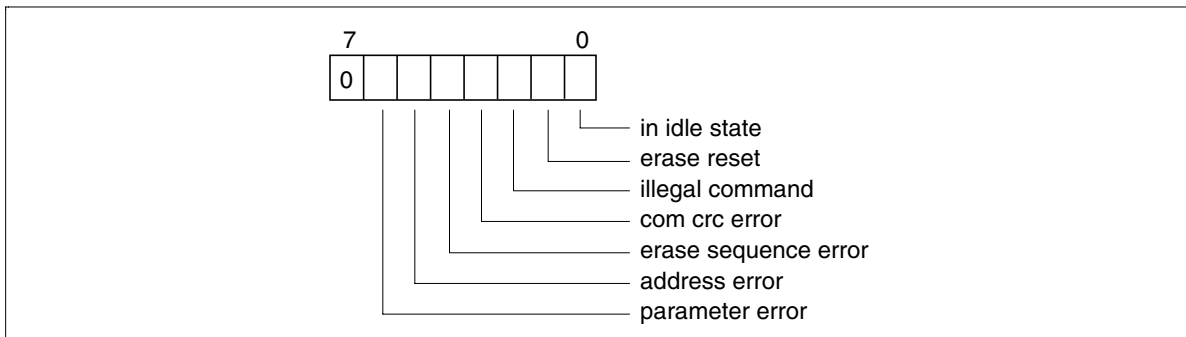 7 0
0
in idle state
erase reset
illegal command
com crc error
erase sequence error
address error
parameter error